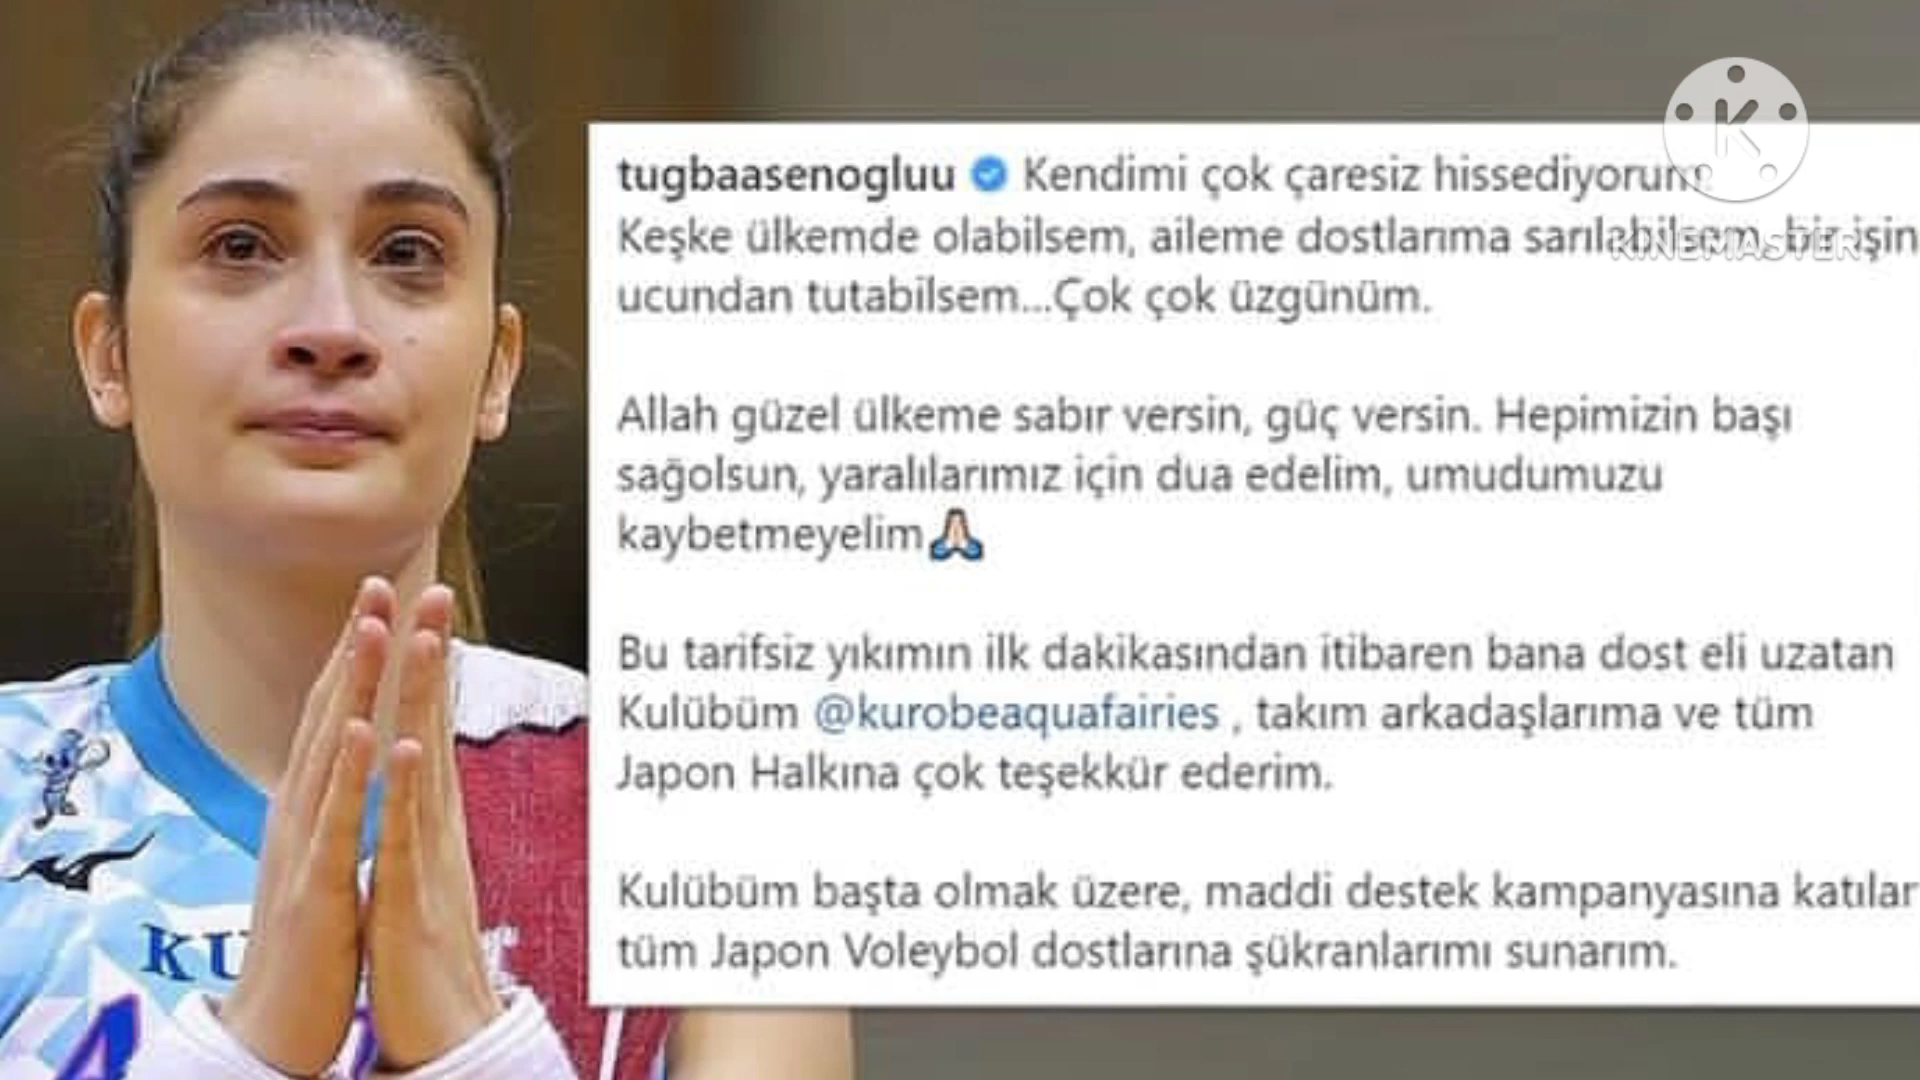 tugbaasenogluu Kendimi çok çaresiz hissediyorum.
Keşke ülkemde olabilsem, aileme dostlarıma sarılabilsem, bir işin
ucundan tutabilsem...Çok çok üzgünüm.
Allah güzel ülkeme sabır versin, güç versin. Hepimizin başı
sağolsun, yaralılarımız için dua edelim, umudumuzu
kaybetmeyelim🙏🏻
Bu tarifsiz yıkımın ilk dakikasından itibaren bana dost eli uzatan
Kulübüm @kurobeaquafairies , takım arkadaşlarıma ve tüm
Japon Halkına çok teşekkür ederim.
Kulübüm başta olmak üzere, maddi destek kampanyasına
tüm Japon Voleybol dostlarına şükranlarımı sunarım.
K
KINEMASTER
KU
4